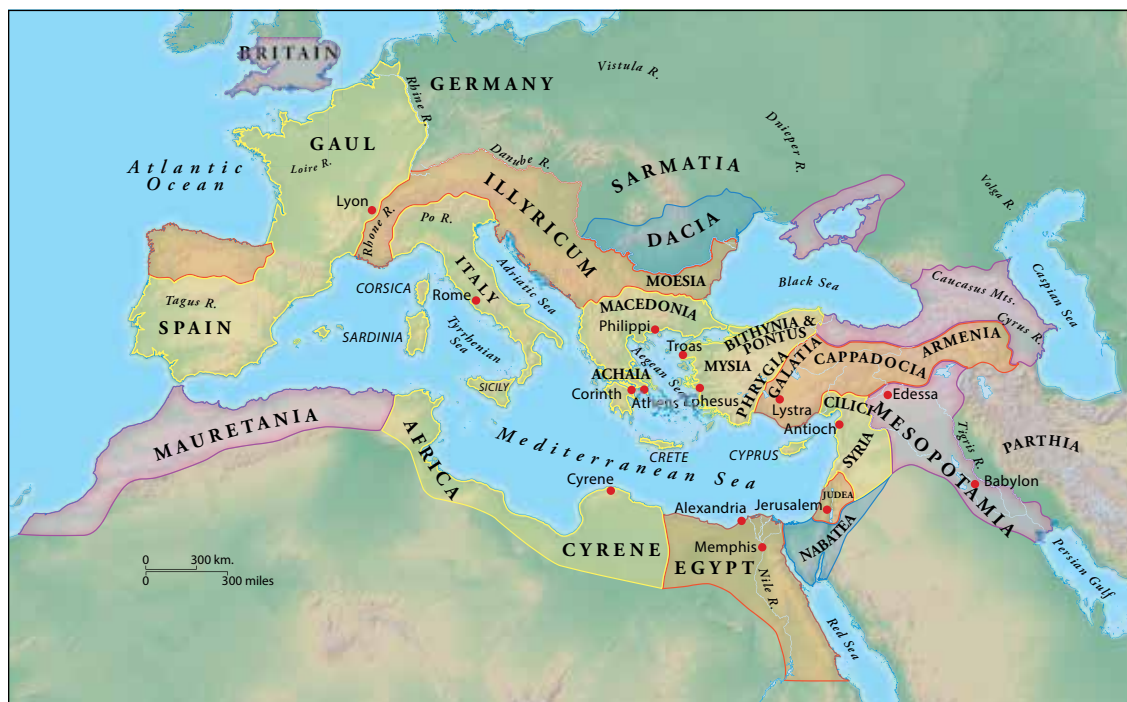 BRITAIN
GERMANY
Vistula R.
Rhine R.
Dnieper R.
GAUL
Loire R.
Danube R.
Atlantic
Ocean
SARMATIA
Volga R.
ILLYRICUM
Lyon
Rhone R.
Po R.
DACIA
MOESIA
Black Sea
Caspian Sea
Caucasus Mts.
Cyrus R.
Tagus R.
SPAIN
CORSICA
ITALY
Rome
Adriatic Sea
SARDINIA
Tyrrhenian
Sea
SICILY
MACEDONIA
Philippi
Troas
BITHYNIA &
PONTUS
Aegean Sea
MYSIA
PHRYGIA
GALATIA
CAPPADOCIA
ARMENIA
ACHAIA
Corinth
Athens
Ephesus
Lystra
Edessa
CILICI
Antioch
MESOPOTAMIA
Tigris R.
PARTHIA
MAURETANIA
AFRICA
Mediterranean Sea
CRETE
CYPRUS
SYRIA
Babylon
Cyrene
Alexandria
Jerusalem
JUDEA
NABATEA
CYRENE
Memphis
EGYPT
Nile R.
Red Sea
Persian Gulf
0 300 km.
0 300 miles